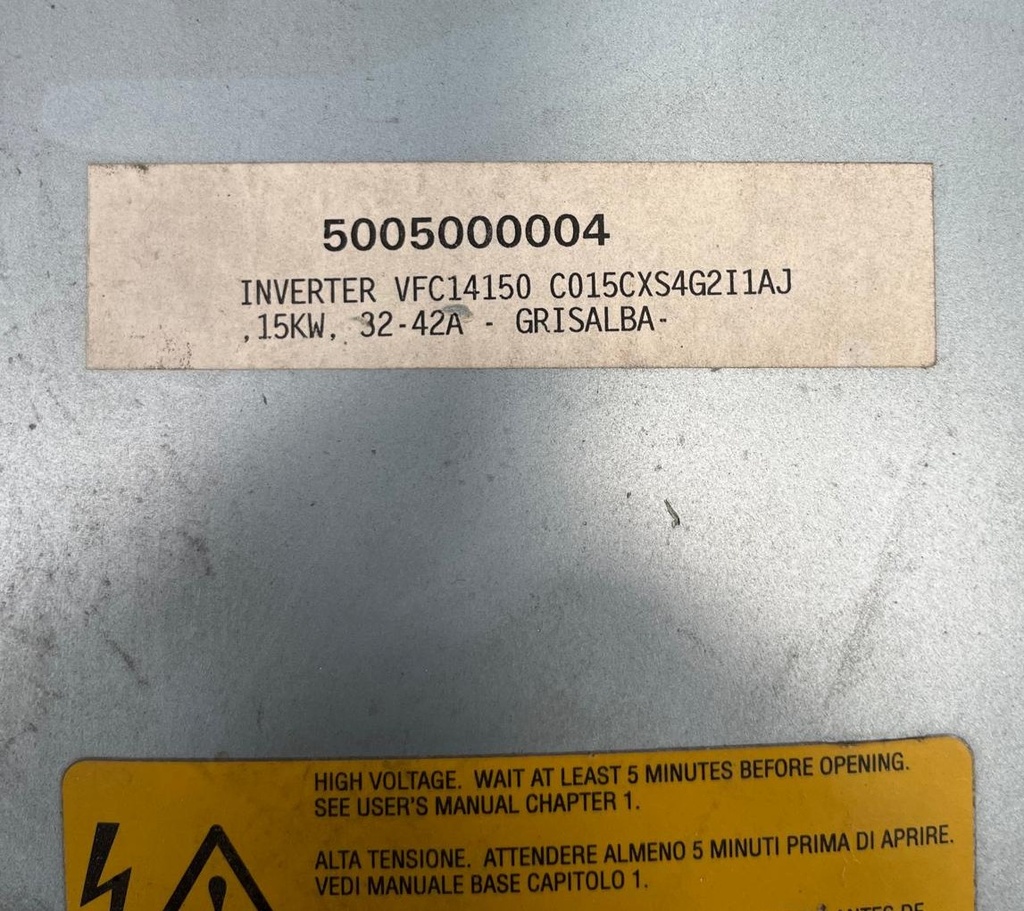 5005000004
INVERTER VFC14150 C015CXS4G2I1AJ
,15KW, 32-42A - GRISALBA-
HIGH VOLTAGE. WAIT AT LEAST 5 MINUTES BEFORE OPENING.
SEE USER'S MANUAL CHAPTER 1.
ALTA TENSIONE. ATTENDERE ALMENO 5 MINUTI PRIMA DI APRIRE.
VEDI MANUALE BASE CAPITOLO 1.